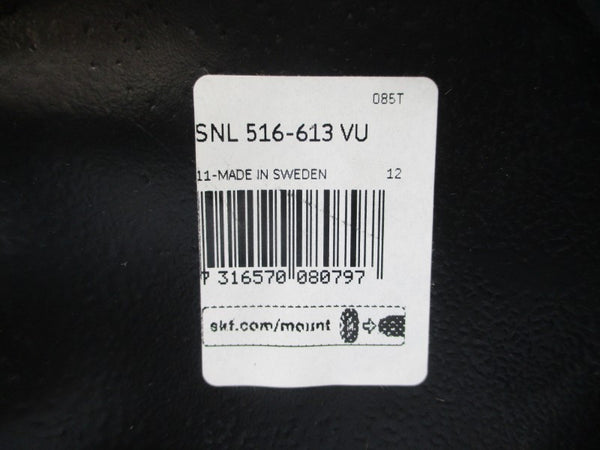 085T
SNL 516-613 VU
11-MADE IN SWEDEN 12
7 316570 080797
skf.com/mount